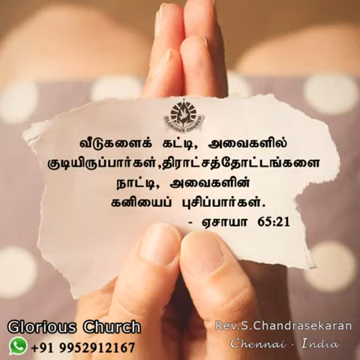 வீடுகளைக் கட்டி, அவைகளில்
குடியிருப்பார்கள்,திராட்சத்தோட்டங்களை
நாட்டி, அவைகளின்
கனியைப் புசிப்பார்கள்.
- ஏசாயா 65:21
Glorious Church
Rev.S.Chandrasekaran
+91 9952912167
Chennai - India